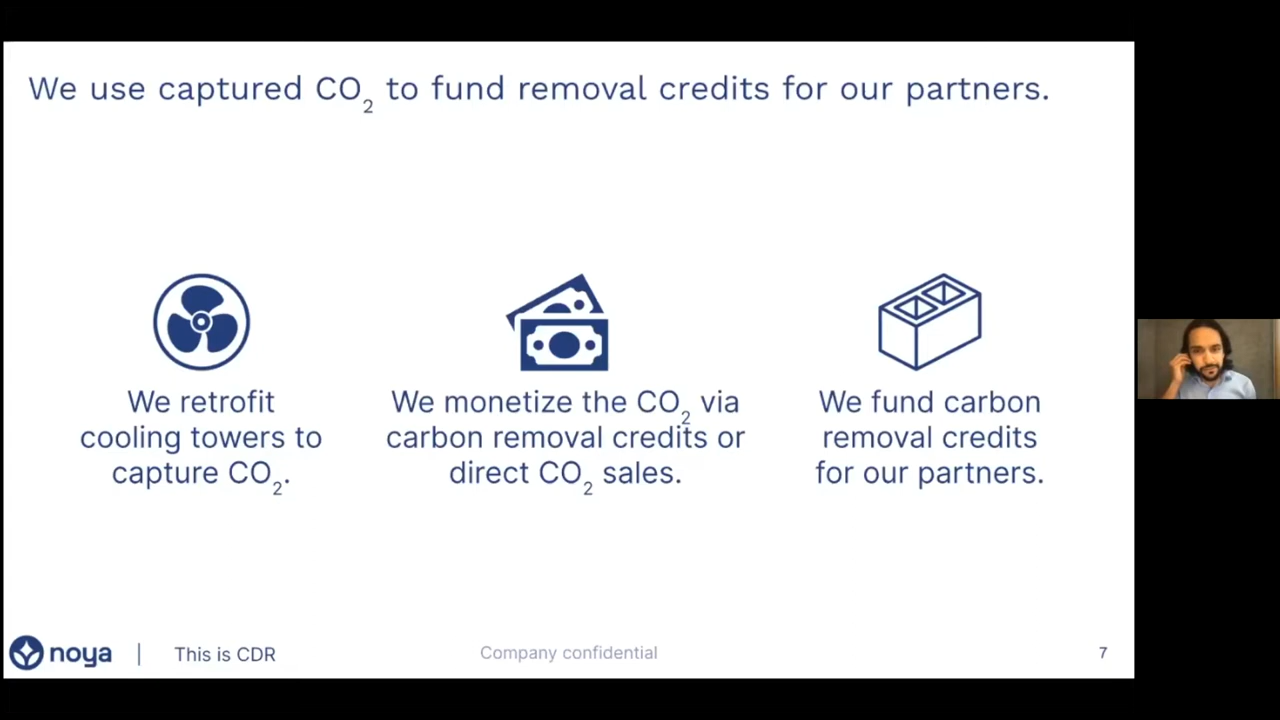 We use captured CO₂ to fund removal credits for our partners.
We retrofit
cooling towers to
capture CO₂.
We monetize the CO₂ via
carbon removal credits or
direct CO₂ sales.
We fund carbon
removal credits
for our partners.
noya | This is CDR
Company confidential
7